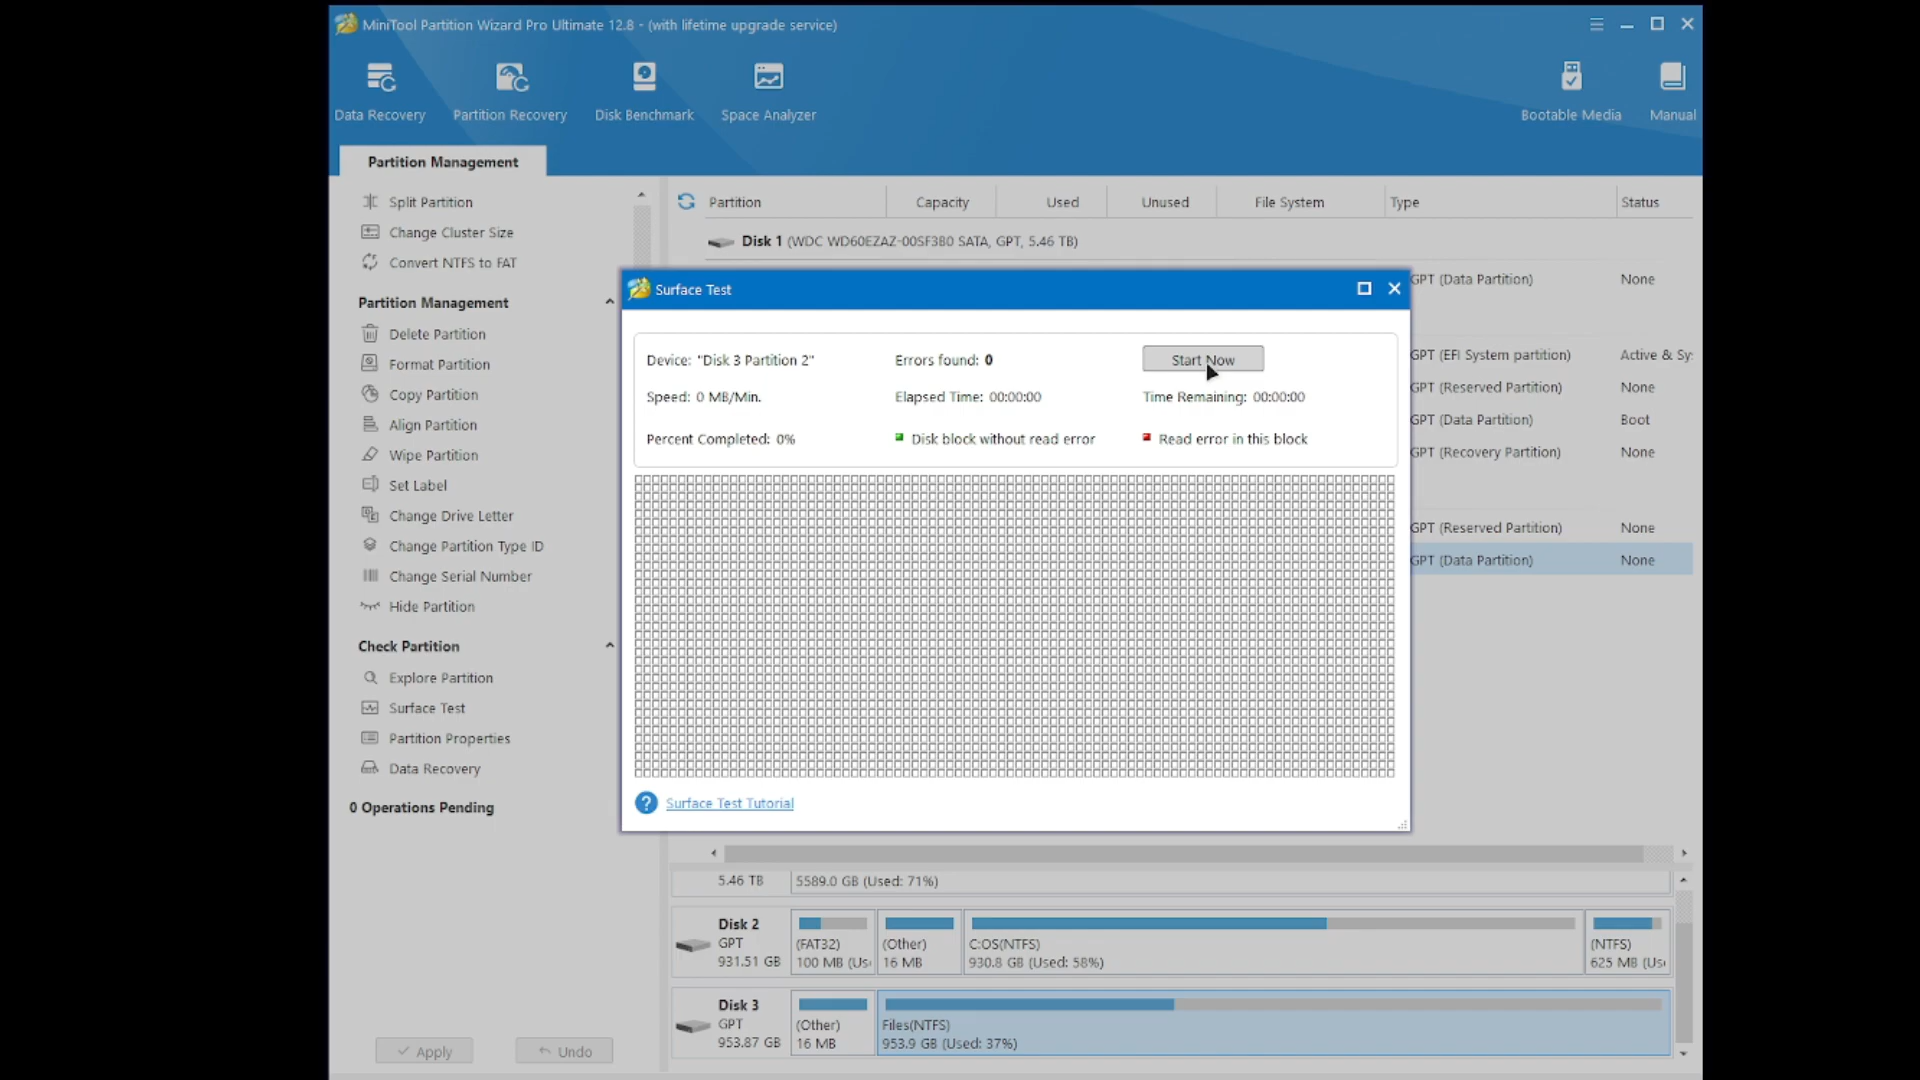 MiniTool Partition Wizard Pro Ultimate 12.8 - (with lifetime upgrade service)
Data Recovery
Partition Recovery
Disk Benchmark
Space Analyzer
Bootable Media
Manual
Partition Management
Split Partition
Change Cluster Size
Convert NTFS to FAT
Partition Management
Delete Partition
Format Partition
Copy Partition
Align Partition
Wipe Partition
Set Label
Change Drive Letter
Change Partition Type ID
Change Serial Number
Hide Partition
Check Partition
Explore Partition
Surface Test
Partition Properties
Data Recovery
0 Operations Pending
Apply
Undo
Partition Capacity Used Unused File System Type Status
Disk 1 (WDC WD60EZAZ-00SF3B0 SATA, GPT, 5.46 TB)
GPT (Data Partition) None
GPT (EFI System partition) Active & Sy
GPT (Reserved Partition) None
GPT (Data Partition) Boot
GPT (Recovery Partition) None
GPT (Reserved Partition) None
GPT (Data Partition) None
Surface Test
Device: "Disk 3 Partition 2" Errors found: 0 Start Now
Speed: 0 MB/Min. Elapsed Time: 00:00:00 Time Remaining: 00:00:00
Percent Completed: 0% Disk block without read error Read error in this block
? Surface Test Tutorial
5.46 TB 5589.0 GB (Used: 71%)
Disk 2
GPT (FAT32) (Other) C:OS(NTFS) (NTFS)
931.51 GB 100 MB (Us 16 MB 930.8 GB (Used: 58%) 625 MB (Us
Disk 3
GPT (Other) Files(NTFS)
953.87 GB 16 MB 953.9 GB (Used: 37%)